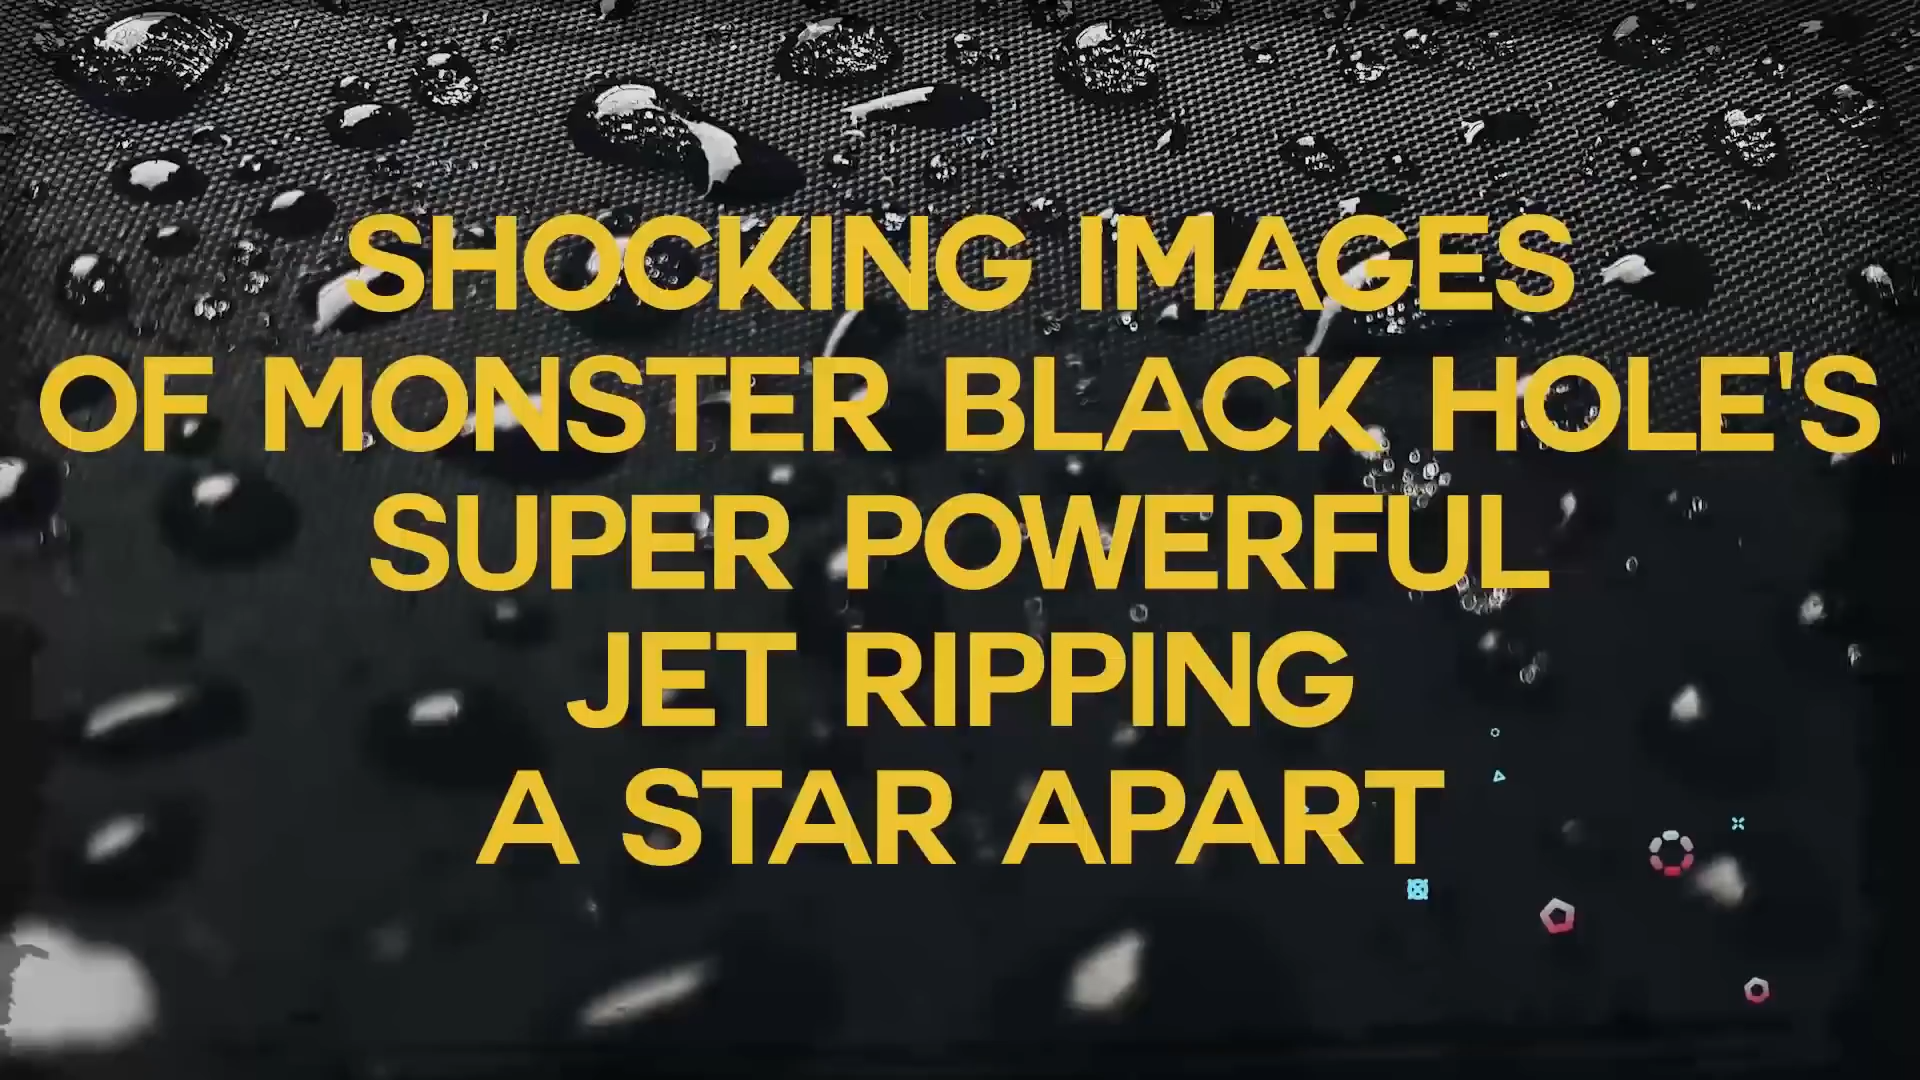 SHOCKING IMAGES
OF MONSTER BLACK HOLE'S
SUPER POWERFUL
JET RIPPING
A STAR APART